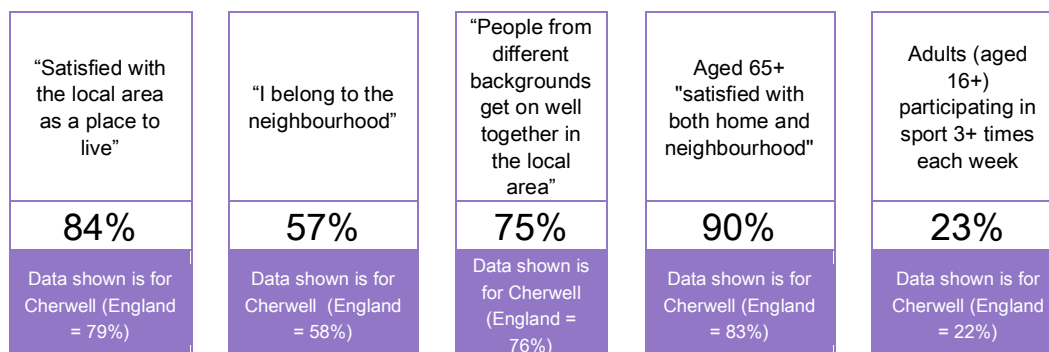 “Satisfied with
the local area
as a place to
live”
84%
Data shown is for
Cherwell (England
= 79%)
“I belong to the
neighbourhood”
57%
Data shown is for
Cherwell (England
= 58%)
“People from
different
backgrounds
get on well
together in
the local
area”
75%
Data shown is
for Cherwell
(England =
76%)
Aged 65+
"satisfied with
both home and
neighbourhood"
90%
Data shown is for
Cherwell (England
= 83%)
Adults (aged
16+)
participating in
sport 3+ times
each week
23%
Data shown is for
Cherwell (England
= 22%)